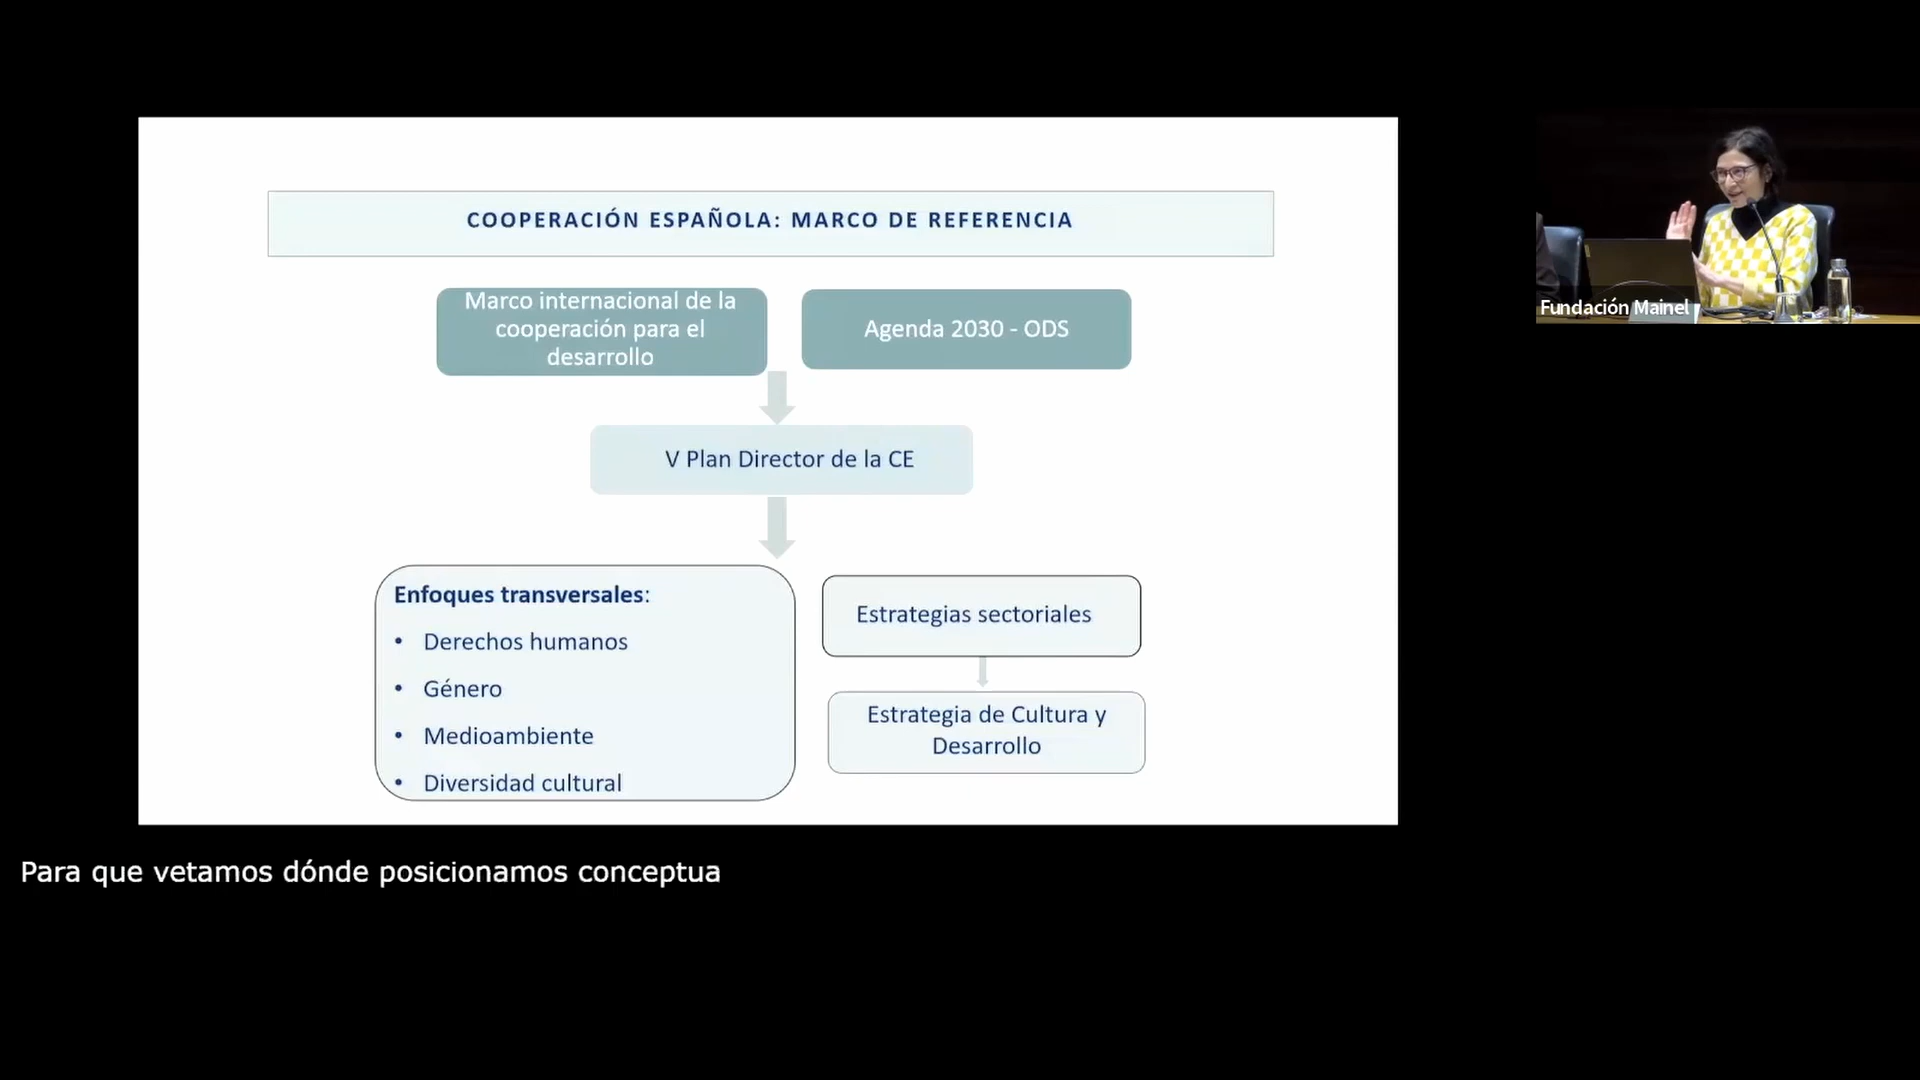 COOPERACIÓN ESPAÑOLA: MARCO DE REFERENCIA
Marco internacional de la
cooperación para el
desarrollo
Agenda 2030 - ODS
V Plan Director de la CE
Enfoques transversales:
• Derechos humanos
• Género
• Medioambiente
• Diversidad cultural
Estrategias sectoriales
Estrategia de Cultura y
Desarrollo
Fundación Mainel
Para que vetamos dónde posicionamos conceptua